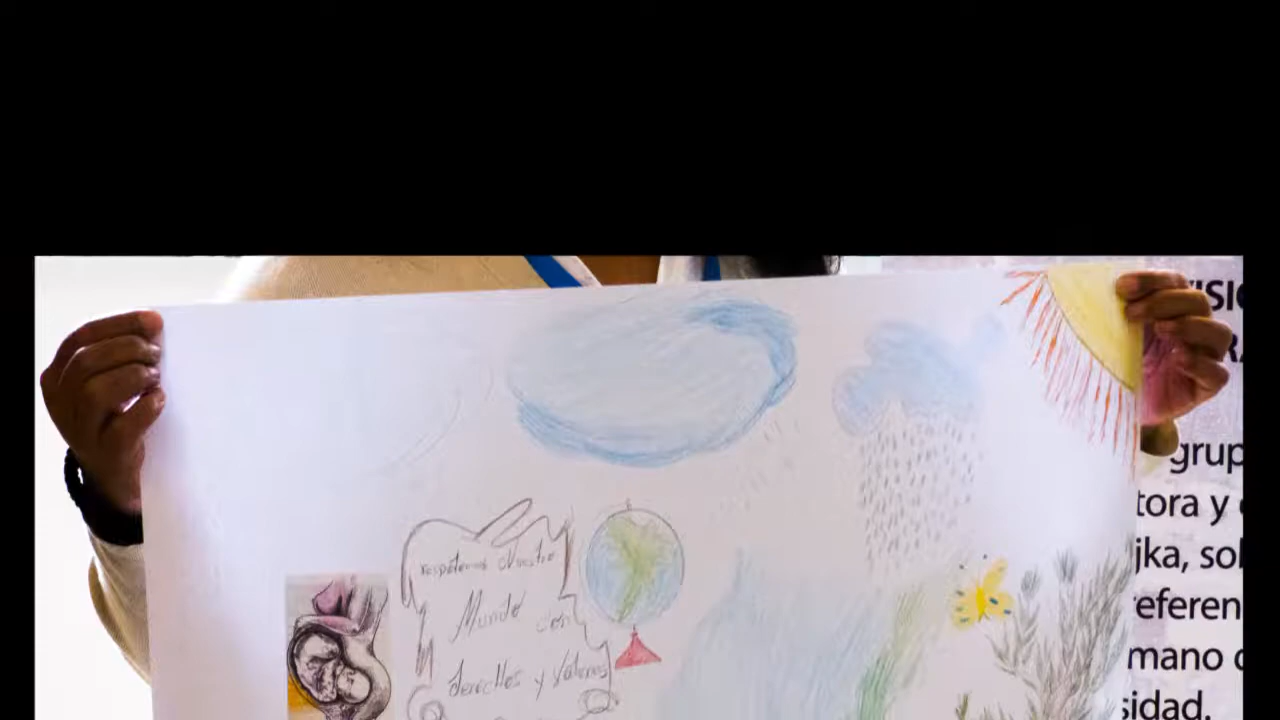 respetemos Nuestro
Mundo con
derechos y Valores
grup
tora y
jka, sol
referen
mano
sidad.